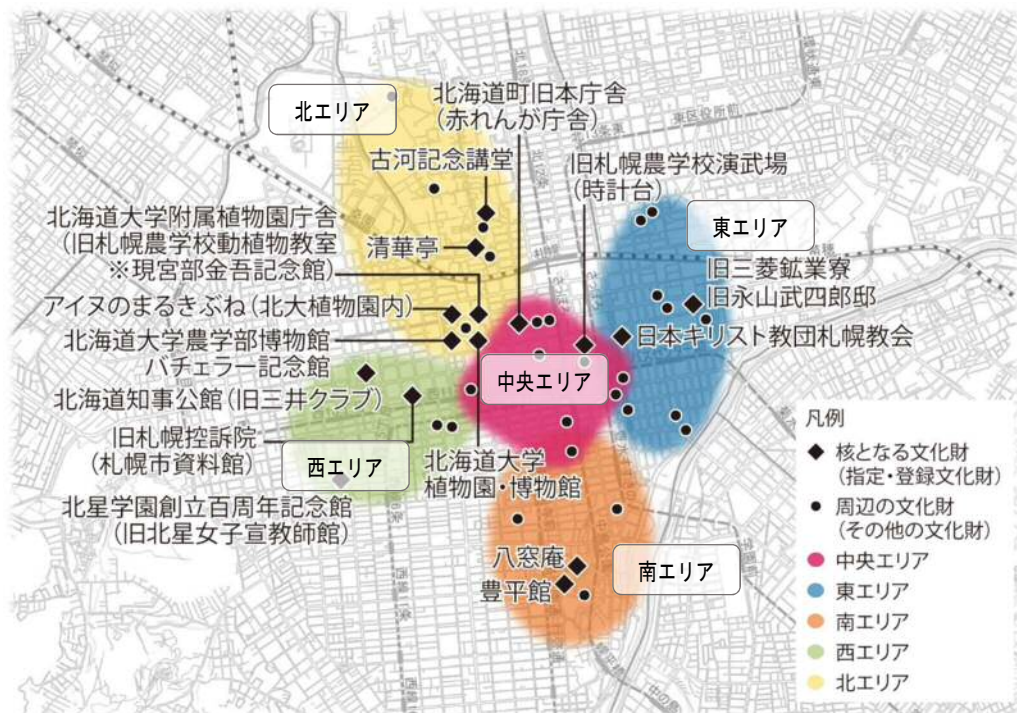 北エリア
北海道町旧本庁舎
(赤れんが庁舎)
東区役所前
古河記念講堂
旧札幌農学校演武場
(時計台)
北海道大学附属植物園庁舎
(旧札幌農学校動植物教室
※現宮部金吾記念館)
清華亭
東エリア
旧三菱鉱業寮
旧永山武四郎邸
アイヌのまるきぶね(北大植物園内)
北海道大学農学部博物館
バチェラー記念館
日本キリスト教団札幌教会
中央エリア
北海道知事公館(旧三井クラブ)
旧札幌控訴院
(札幌市資料館)
西エリア
北海道大学
植物園・博物館
北星学園創立百周年記念館
(旧北星女子宣教師館)
八窓庵
豊平館
南エリア
凡例
核となる文化財
(指定・登録文化財)
周辺の文化財
(その他の文化財)
中央エリア
東エリア
南エリア
西エリア
北エリア